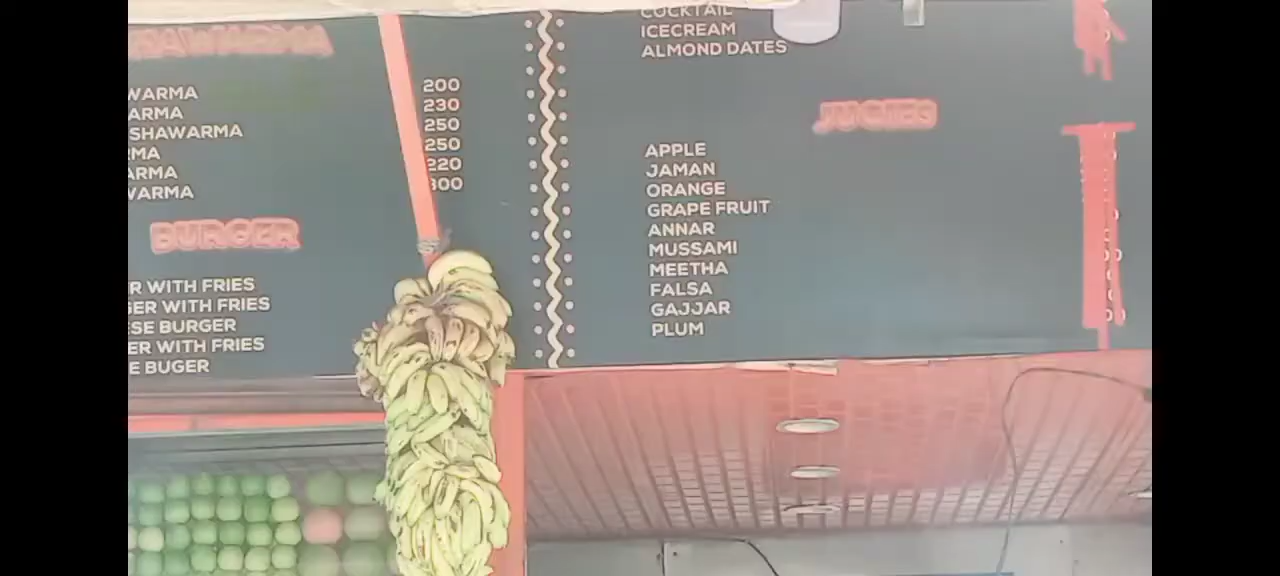 WARMA
ARMA
SHAWARMA
RMA
ARMA
WARMA
200
230
250
250
220
300
BURGER
R WITH FRIES
GER WITH FRIES
ESE BURGER
ER WITH FRIES
E BUGER
COCKTAIL
ICECREAM
ALMOND DATES
JUCIES
APPLE
JAMAN
ORANGE
GRAPE FRUIT
ANNAR
MUSSAMI
MEETHA
FALSA
GAJJAR
PLUM